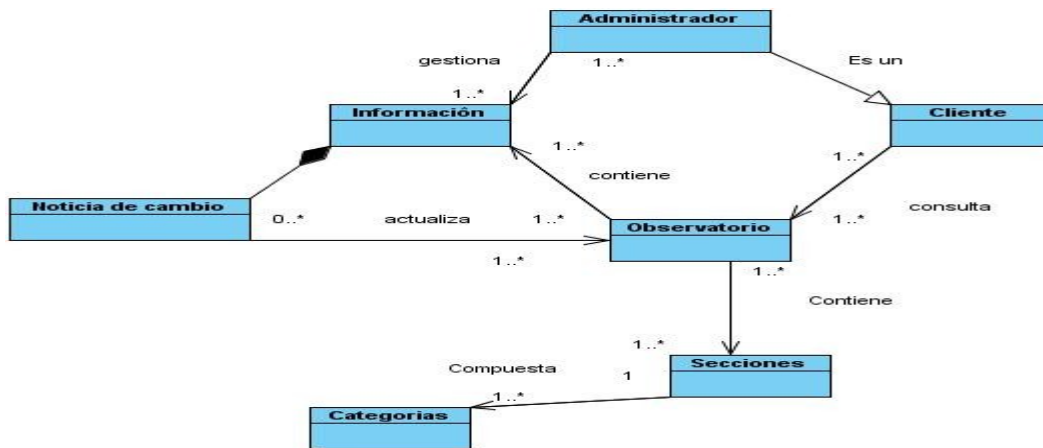 Administrador
gestiona
1..*
Es un
1..*
Información
Cliente
1..*
1..*
contiene
Noticia de cambio
0..*
actualiza
1..*
1..*
consulta
Observatorio
1..*
1..*
Contiene
1..*
Secciones
Compuesta
1
1..*
Categorias